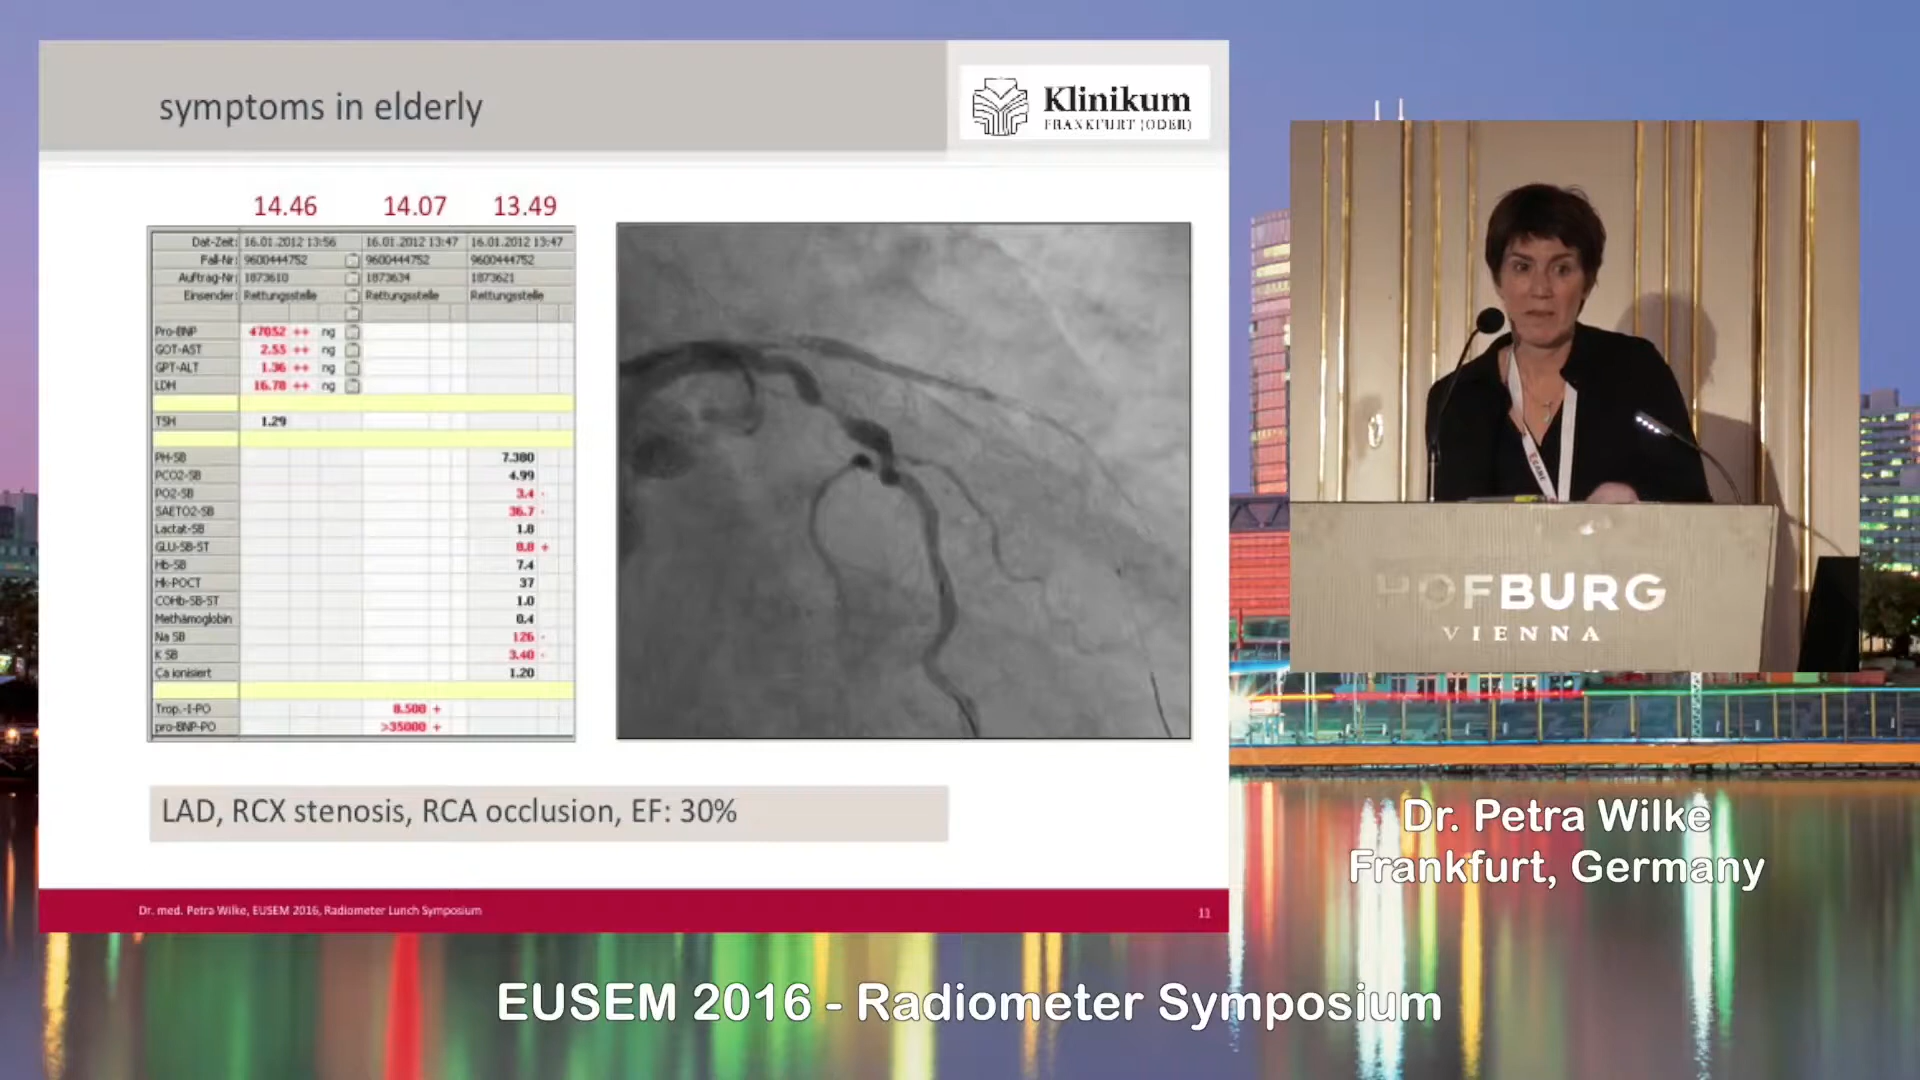 symptoms in elderly
Klinikum
FRANKFURT (ODER)
14.46 14.07 13.49
Dat-Zeit: 16.01.2012 13:56 16.01.2012 13:47 16.01.2012 13:47
Fall-Nr: 9600444752 9600444752 9600444752
Auftrag-Nr: 1873610 1873634 1873621
Einsender: Rettungsstelle Rettungsstelle Rettungsstelle
Pro-BNP 47052 ++ ng
GOT-AST 2.55 ++ ng
GPT-ALT 1.36 ++ ng
LDH 16.78 ++ ng
TSH 1.29
PH-SB 7.380
PCO2-SB 4.99
PO2-SB 3.4 -
SAETO2-SB 36.7 -
Lactat-SB 1.8
GLU-SB-ST 8.8 +
Hb-SB 7.4
Hk-POCT 37
COHb-SB-ST 1.0
Methämoglobin 0.4
Na SB 126 -
K SB 3.40 -
Ca ionisiert 1.20
Trop.-I-PO 8.500 +
pro-BNP-PO >35000 +
LAD, RCX stenosis, RCA occlusion, EF: 30%
Dr. med. Petra Wilke, EUSEM 2016, Radiometer Lunch Symposium
11
HOFBURG
VIENNA
Dr. Petra Wilke
Frankfurt, Germany
EUSEM 2016 - Radiometer Symposium